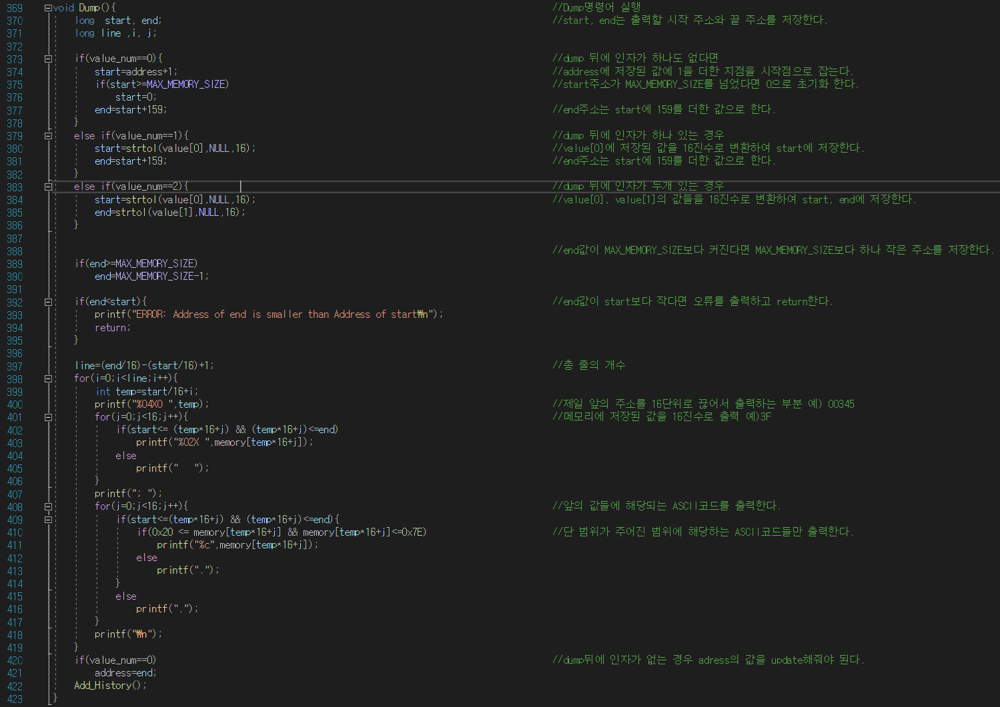 369 void Dump(){ //Dump명령어 실행
370 long  start, end; //start, end는 출력할 시작 주소와 끝 주소를 저장한다.
371 long line ,i, j;
372
373 if(value_num==0){ //dump 뒤에 인자가 하나도 없다면
374 start=address+1; //address에 저장된 값에 1을 더한 지점을 시작점으로 잡는다.
375 if(start>=MAX_MEMORY_SIZE) //start주소가 MAX_MEMORY_SIZE를 넘었다면 0으로 초기화 한다.
376 start=0;
377 end=start+159; //end주소는 start에 159를 더한 값으로 한다.
378 }
379 else if(value_num==1){ //dump 뒤에 인자가 하나 있는 경우
380 start=strtol(value[0],NULL,16); //value[0]에 저장된 값을 16진수로 변환하여 start에 저장한다.
381 end=start+159; //end주소는 start에 159를 더한 값으로 한다.
382 }
383 else if(value_num==2){ //dump 뒤에 인자가 두개 있는 경우
384 start=strtol(value[0],NULL,16); //value[0], value[1]의 값들을 16진수로 변환하여 start, end에 저장한다.
385 end=strtol(value[1],NULL,16);
386 }
387
388 //end값이 MAX_MEMORY_SIZE보다 커진다면 MAX_MEMORY_SIZE보다 하나 작은 주소를 저장한다.
389 if(end>=MAX_MEMORY_SIZE)
390 end=MAX_MEMORY_SIZE-1;
391
392 if(end<start){ //end값이 start보다 작다면 오류를 출력하고 return한다.
393 printf("ERROR: Address of end is smaller than Address of start₩n");
394 return;
395 }
396
397 line=(end/16)-(start/16)+1; //총 줄의 개수
398 for(i=0;i<line;i++){
399 int temp=start/16+i;
400 printf("%04X0 ",temp); //제일 앞의 주소를 16단위로 끊어서 출력하는 부분 예) 00345
401 for(j=0;j<16;j++){ //메모리에 저장된 값을 16진수로 출력 예)3F
402 if(start<= (temp*16+j) && (temp*16+j)<=end)
403 printf("%02X ",memory[temp*16+j]);
404 else
405 printf("   ");
406 }
407 printf("; ");
408 for(j=0;j<16;j++){ //앞의 값들에 해당되는 ASCII코드를 출력한다.
409 if(start<=(temp*16+j) && (temp*16+j)<=end){
410 if(0x20 <= memory[temp*16+j] && memory[temp*16+j]<=0x7E) //단 범위가 주어진 범위에 해당하는 ASCII코드들만 출력한다.
411 printf("%c",memory[temp*16+j]);
412 else
413 printf(".");
414 }
415 else
416 printf(".");
417 }
418 printf("₩n");
419 }
420 if(value_num==0) //dump뒤에 인자가 없는 경우 adress의 값을 update해줘야 된다.
421 address=end;
422 Add_History();
423 }